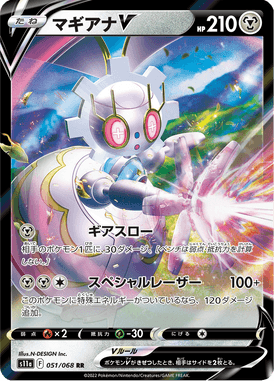 たね マギアナV HP210
ギアスロー
相手のポケモン1匹に、30ダメージ。[ベンチは弱点・抵抗力を計算
しない。]
スペシャルレーザー 100+
このポケモンに特殊エネルギーがついているなら、120ダメージ
追加。
弱点 ×2 抵抗力 -30 にげる
Illus.N-DESIGN Inc.
Vルール
s11a F 051/068 RR ポケモンVがきぜつしたとき、相手はサイドを2枚とる。
©2022 Pokémon/Nintendo/Creatures/GAME FREAK.